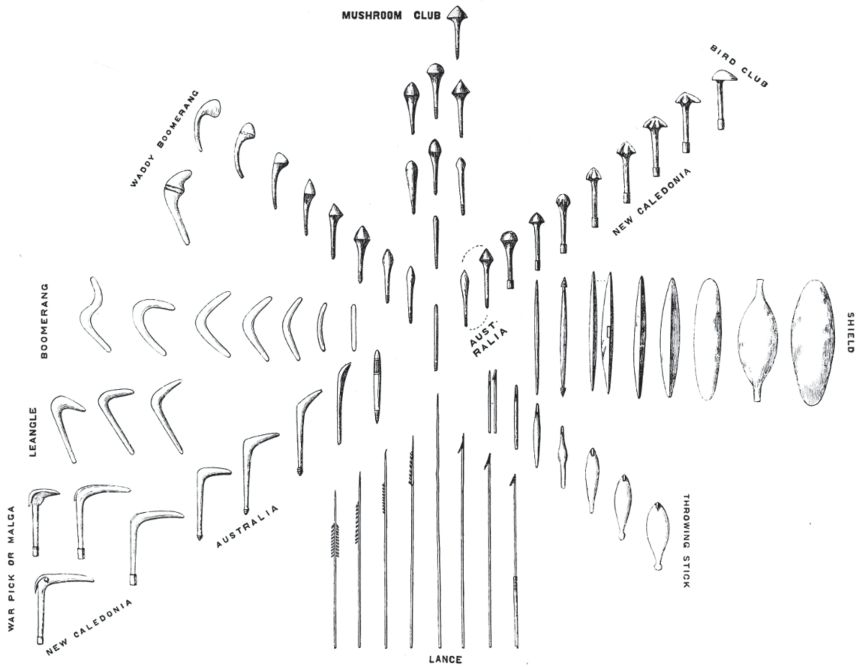 MUSHROOM CLUB
BIRD CLUB
WADDY BOOMERANG
NEW CALEDONIA
BOOMERANG
AUST-
RALIA
SHIELD
LEANGLE
AUSTRALIA
THROWING STICK
WAR PICK OR MALGA
NEW CALEDONIA
LANCE